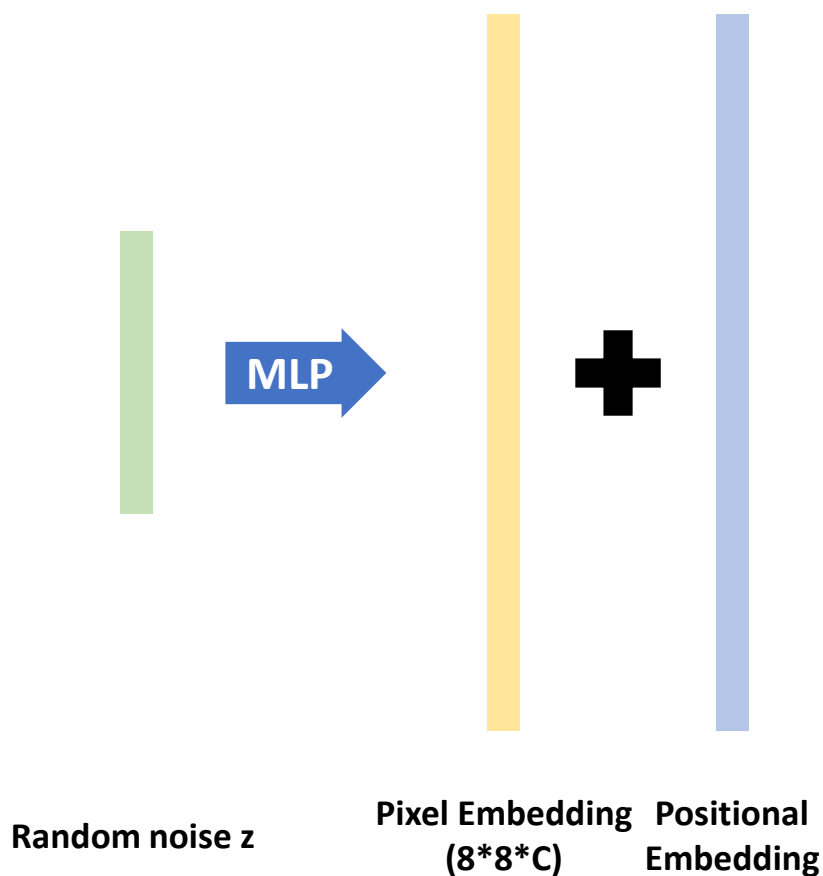 MLP
Random noise z
Pixel Embedding
(8*8*C)
Positional
Embedding